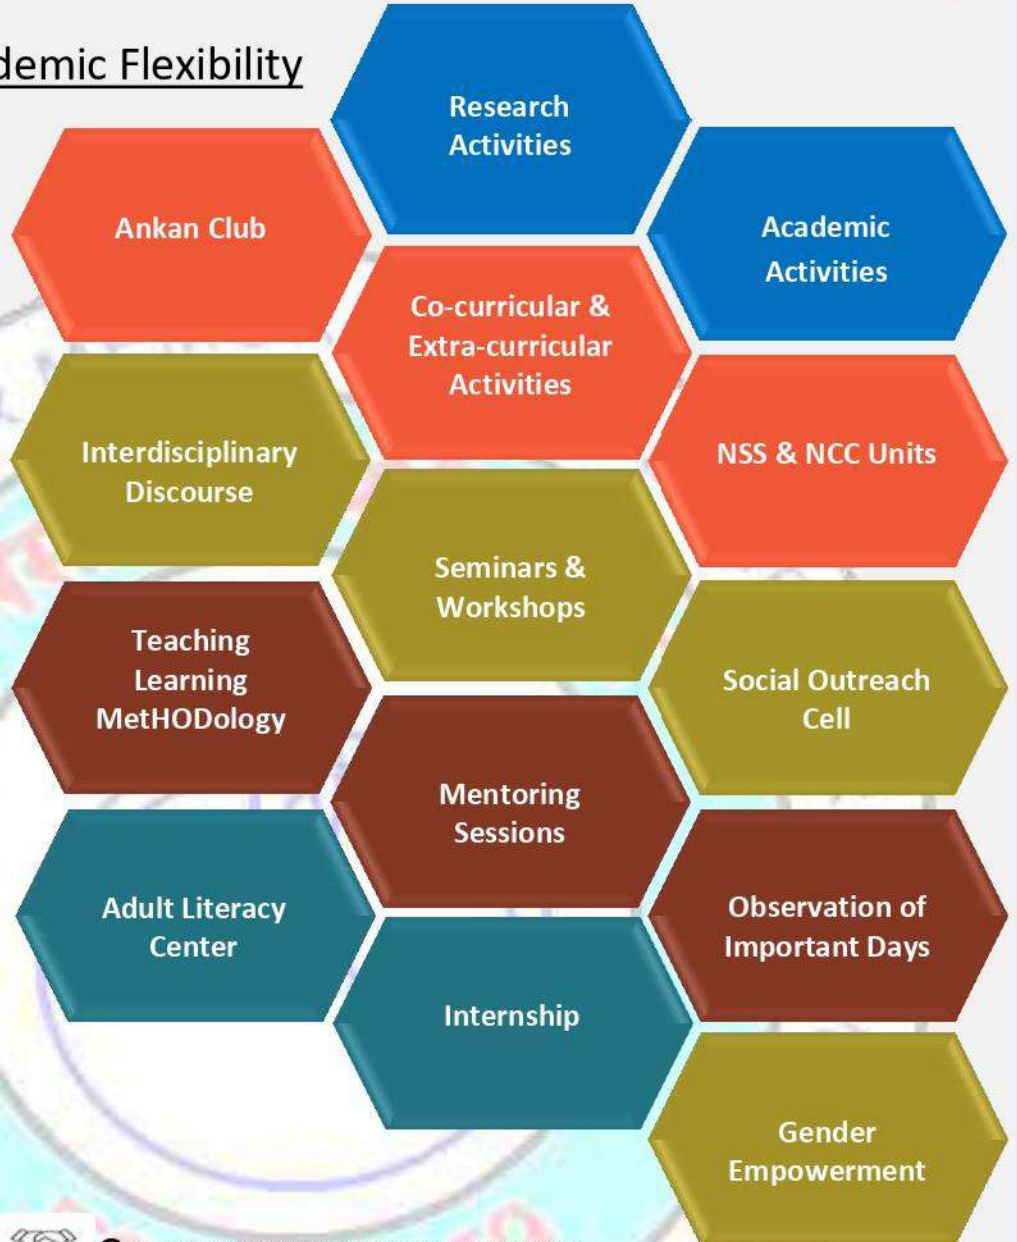 demic Flexibility
Research
Activities
Ankan Club
Academic
Activities
Co-curricular &
Extra-curricular
Activities
Interdisciplinary
Discourse
NSS & NCC Units
Seminars &
Workshops
Teaching
Learning
MetHODology
Social Outreach
Cell
Mentoring
Sessions
Adult Literacy
Center
Observation of
Important Days
Internship
Gender
Empowerment